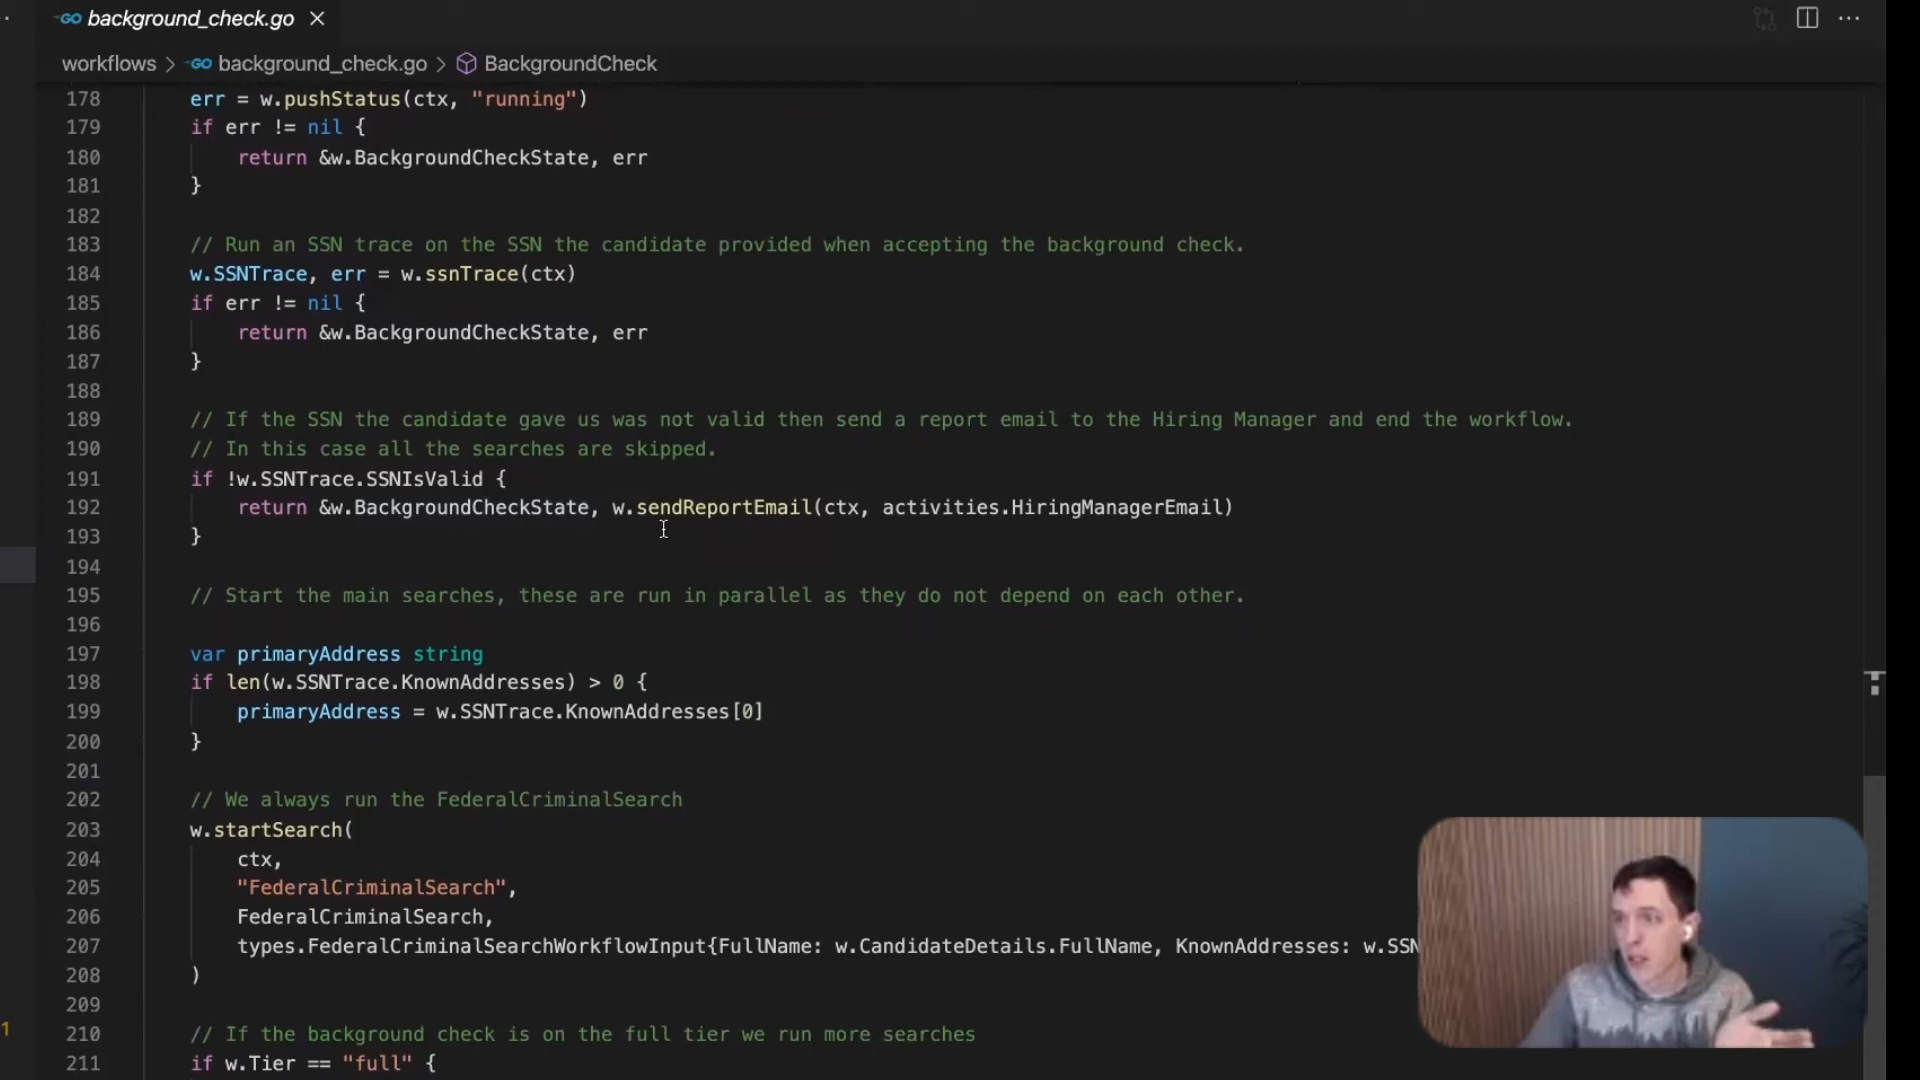 GO background_check.go
workflows > GO background_check.go > BackgroundCheck
178 err = w.pushStatus(ctx, "running")
179 if err != nil {
180 return &w.BackgroundCheckState, err
181 }
182
183 // Run an SSN trace on the SSN the candidate provided when accepting the background check.
184 w.SSNTrace, err = w.ssnTrace(ctx)
185 if err != nil {
186 return &w.BackgroundCheckState, err
187 }
188
189 // If the SSN the candidate gave us was not valid then send a report email to the Hiring Manager and end the workflow.
190 // In this case all the searches are skipped.
191 if !w.SSNTrace.SSNIsValid {
192 return &w.BackgroundCheckState, w.sendReportEmail(ctx, activities.HiringManagerEmail)
193 }
194
195 // Start the main searches, these are run in parallel as they do not depend on each other.
196
197 var primaryAddress string
198 if len(w.SSNTrace.KnownAddresses) > 0 {
199 primaryAddress = w.SSNTrace.KnownAddresses[0]
200 }
201
202 // We always run the FederalCriminalSearch
203 w.startSearch(
204 ctx,
205 "FederalCriminalSearch",
206 FederalCriminalSearch,
207 types.FederalCriminalSearchWorkflowInput{FullName: w.CandidateDetails.FullName, KnownAddresses: w.SSN
208 )
209
1
210 // If the background check is on the full tier we run more searches
211 if w.Tier == "full" {